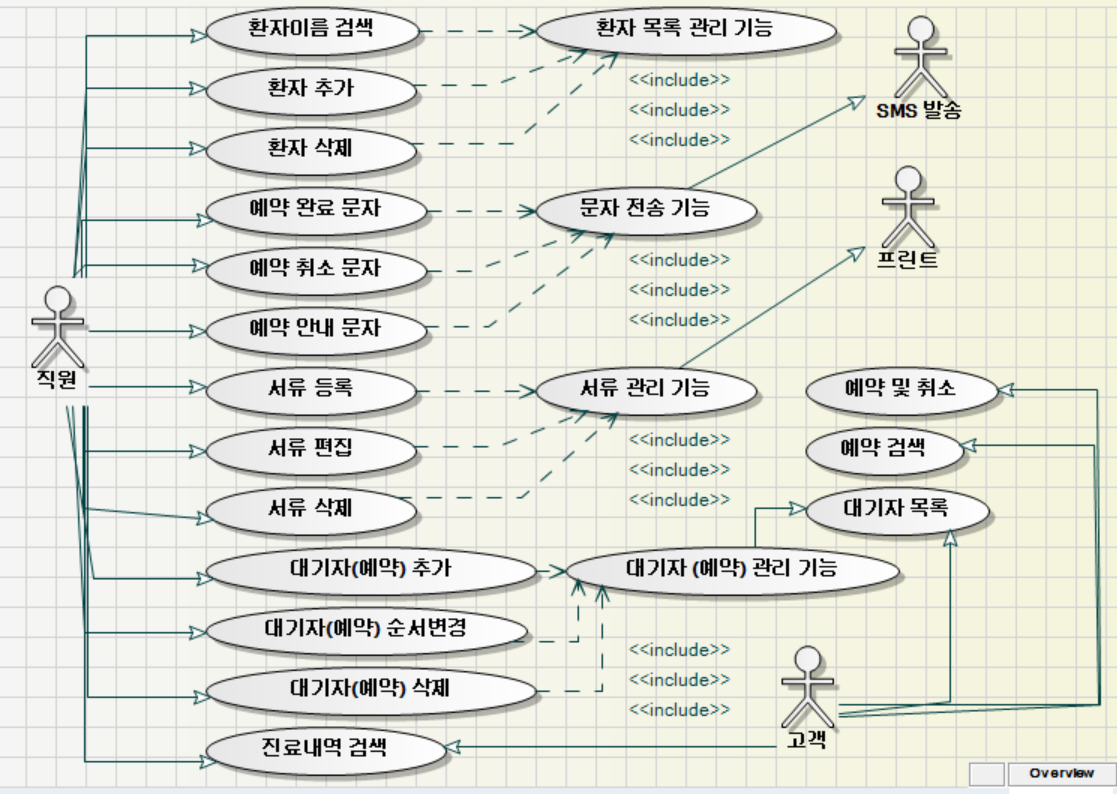 환자이름 검색
환자 목록 관리 기능
환자 추가
<<include>>
SMS 발송
<<include>>
환자 삭제
<<include>>
예약 완료 문자
문자 전송 기능
예약 취소 문자
<<include>>
프린트
<<include>>
예약 안내 문자
<<include>>
직원
서류 등록
서류 관리 기능
예약 및 취소
서류 편집
<<include>>
예약 검색
<<include>>
서류 삭제
<<include>>
대기자 목록
대기자(예약) 추가
대기자 (예약) 관리 기능
대기자(예약) 순서변경
<<include>>
대기자(예약) 삭제
<<include>>
<<include>>
고객
진료내역 검색
Overview